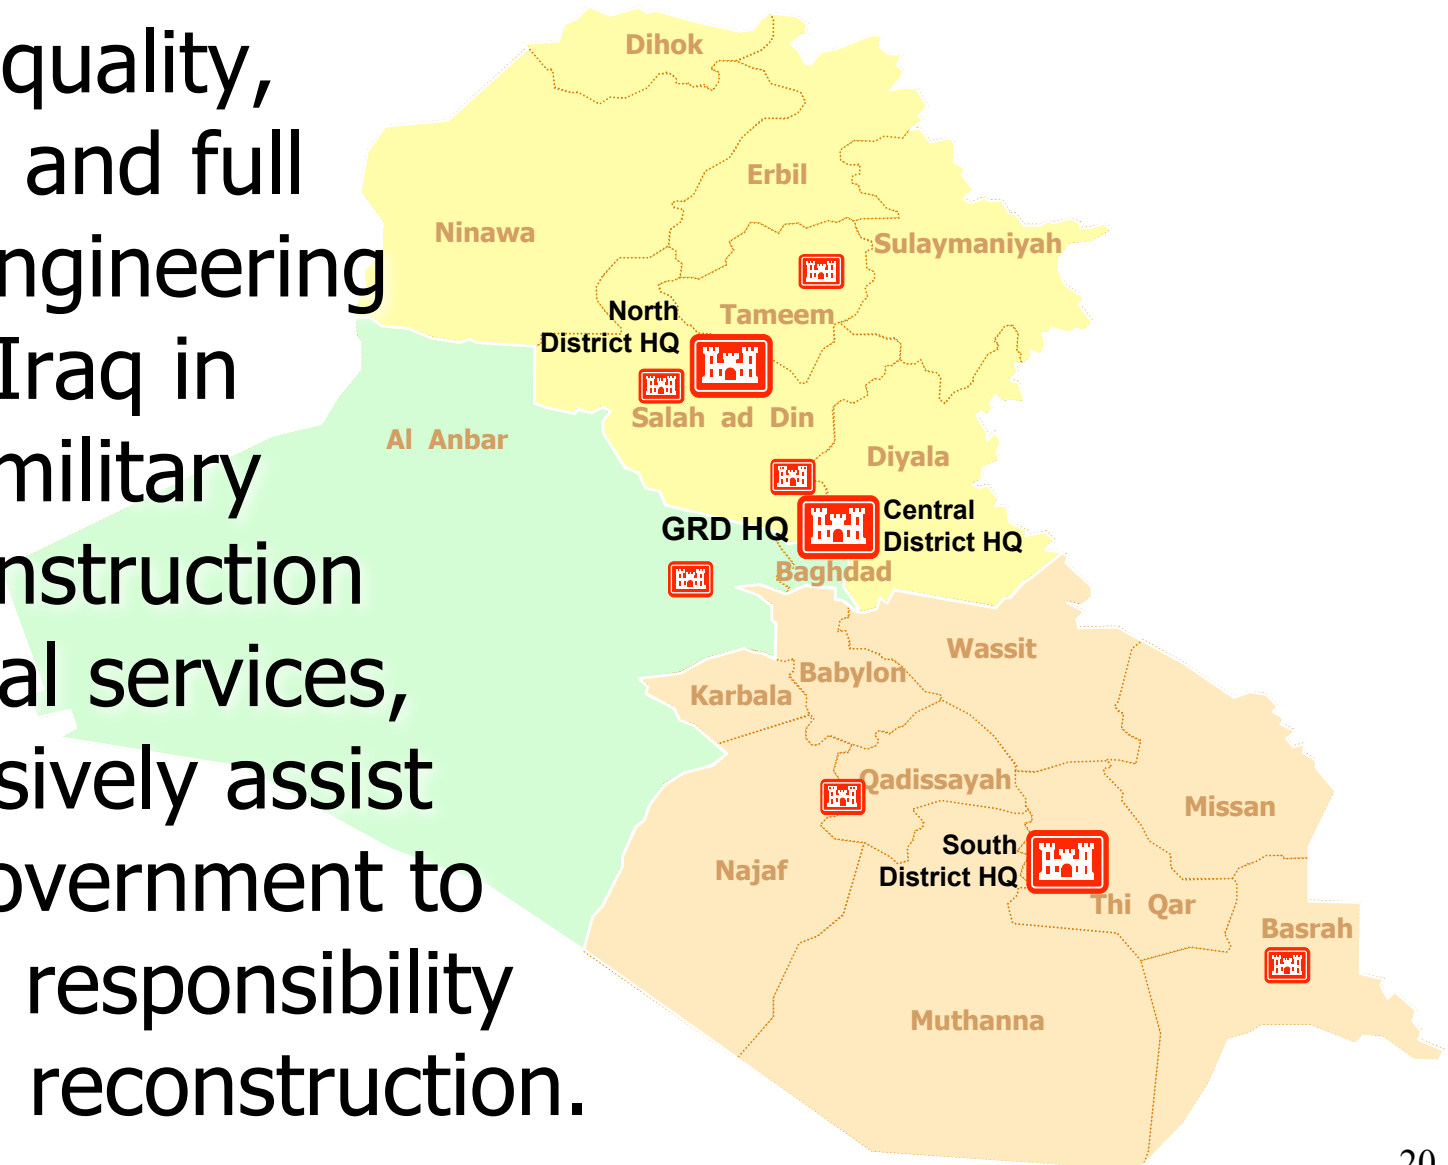 quality,
and full
ngineering
Iraq in
military
nstruction
al services,
sively assist
overnment to
responsibility
reconstruction.
Dihok
Erbil
Ninawa
Sulaymaniyah
North
District HQ
Tameem
Salah ad Din
Al Anbar
Diyala
GRD HQ
Central
District HQ
Baghdad
Wassit
Babylon
Karbala
Qadissayah
Missan
South
District HQ
Najaf
Thi Qar
Basrah
Muthanna
20